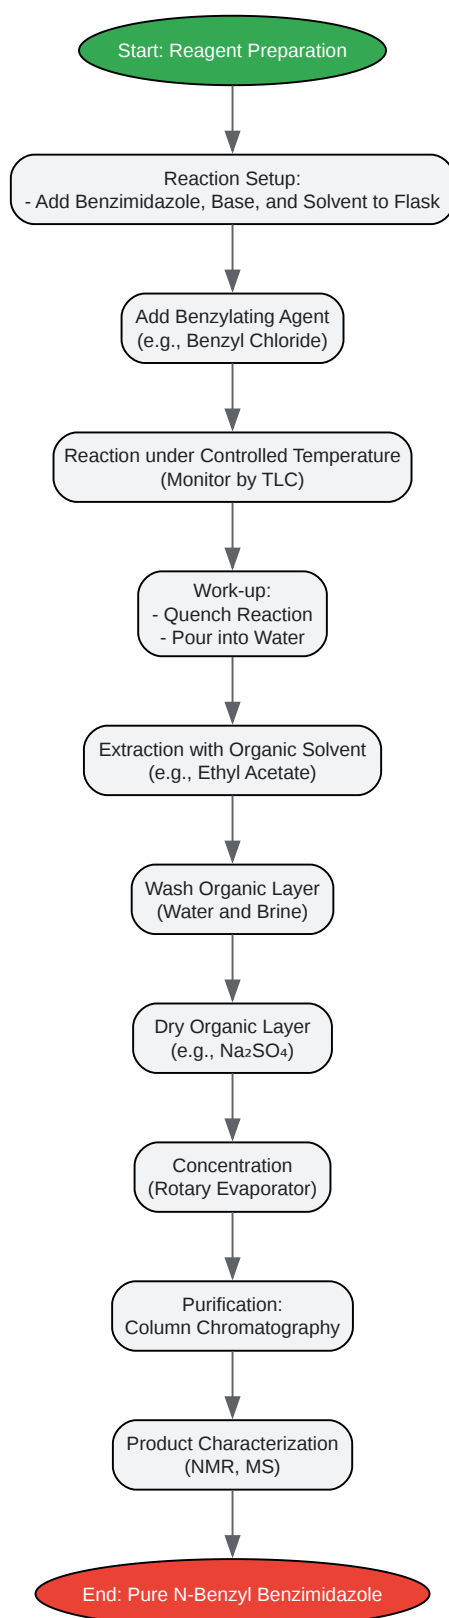 Start: Reagent Preparation
Reaction Setup:
- Add Benzimidazole, Base, and Solvent to Flask
Add Benzylating Agent
(e.g., Benzyl Chloride)
Reaction under Controlled Temperature
(Monitor by TLC)
Work-up:
- Quench Reaction
- Pour into Water
Extraction with Organic Solvent
(e.g., Ethyl Acetate)
Wash Organic Layer
(Water and Brine)
Dry Organic Layer
(e.g., Na₂SO₄)
Concentration
(Rotary Evaporator)
Purification:
Column Chromatography
Product Characterization
(NMR, MS)
End: Pure N-Benzyl Benzimidazole